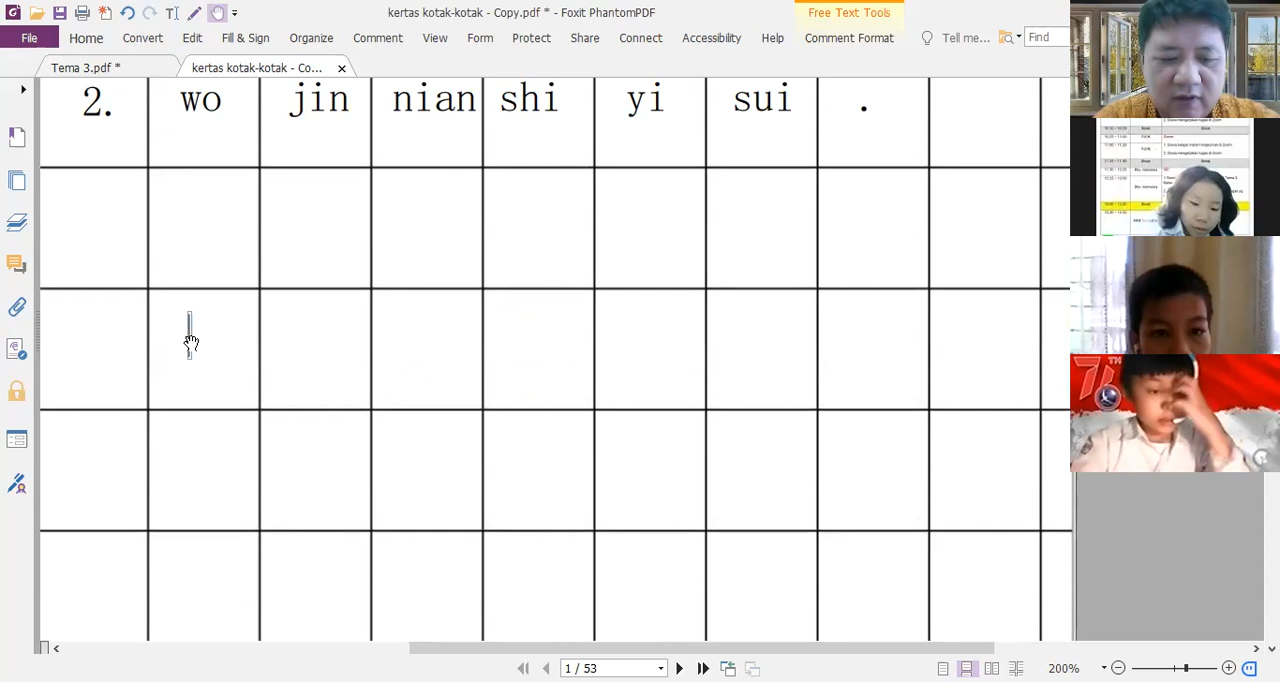 kertas kotak-kotak - Copy.pdf * - Foxit PhantomPDF
Free Text Tools
File Home Convert Edit Fill & Sign Organize Comment View Form Protect Share Connect Accessibility Help Comment Format Tell me... Find
Tema 3.pdf * kertas kotak-kotak - Co...
2. wo jin nian shi yi sui .
1 / 53
200%